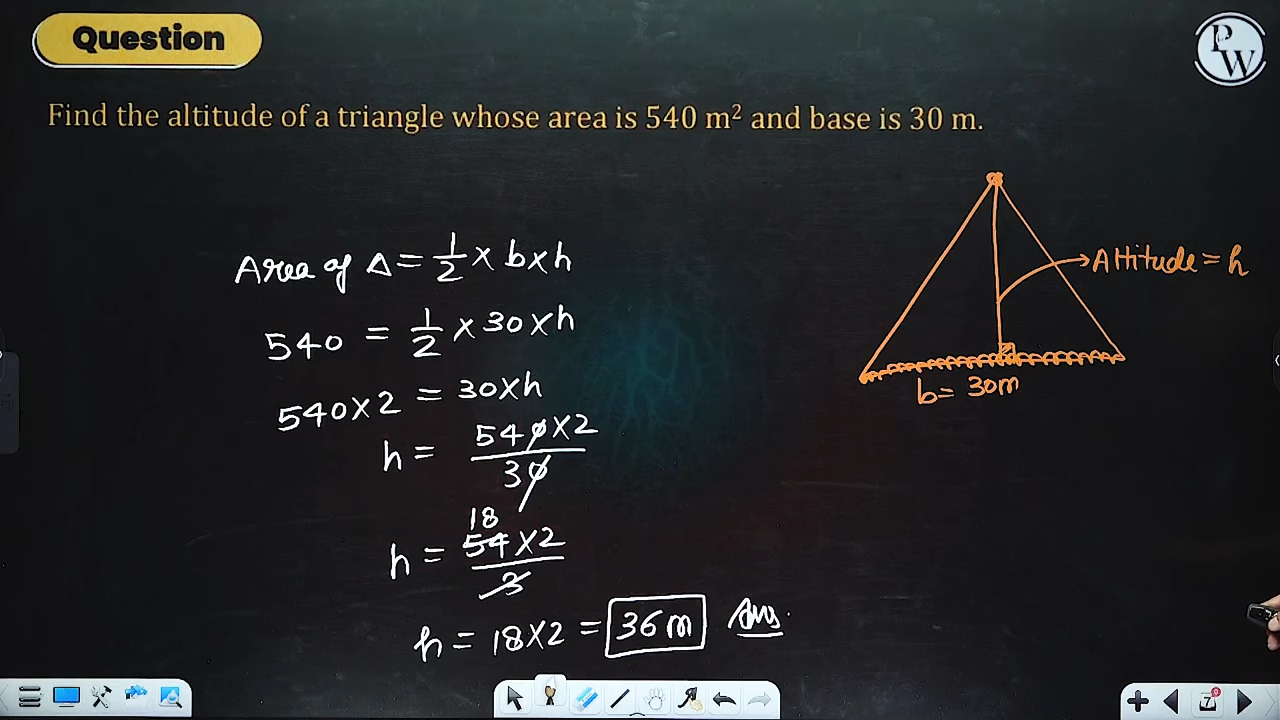 Question
PW
Find the altitude of a triangle whose area is 540 m² and base is 30 m.
Area of Δ = 1/2 × b × h
540 = 1/2 × 30 × h
540 × 2 = 30 × h
h = 540 × 2 / 30
18
h = 54 × 2 / 3
h = 18 × 2 = 36 m Ans.
Altitude = h
b = 30m
7